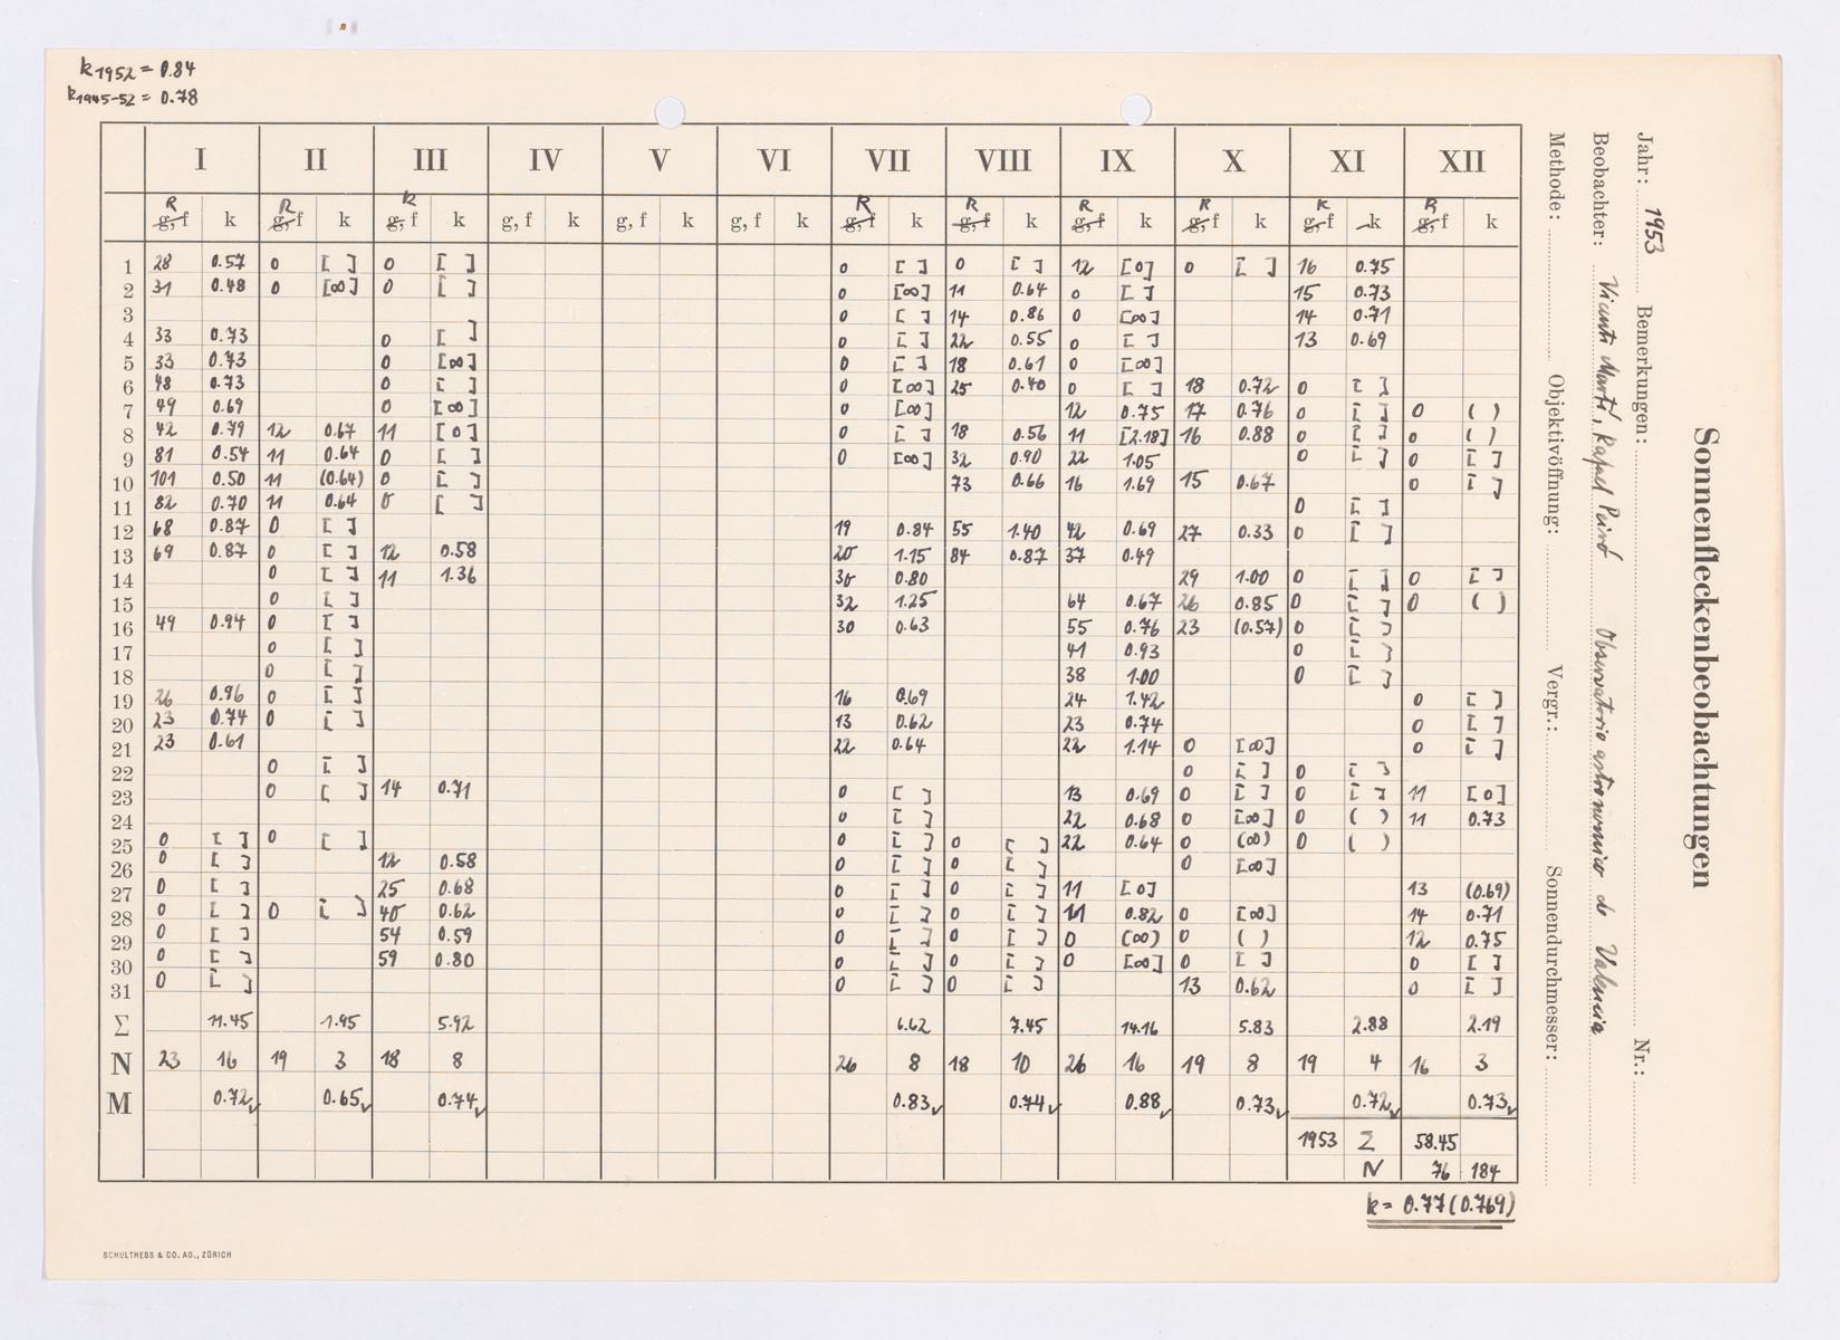 k1952 = 0.84
k1945-52 = 0.78
I II III IV V VI VII VIII IX X XI XII
R g, f k R g, f k R g, f k g, f k g, f k g, f k R g, f k R g, f k R g, f k R g, f k R g, f k R g, f k
1 28 0.57 0 [ ] 0 [ ] 0 [ ] 0 [ ] 12 [0] 0 [ ] 16 0.75
2 31 0.48 0 [∞] 0 [ ] 0 [∞] 11 0.64 0 [ ] 15 0.73
3 0 [ ] 14 0.86 0 [∞] 14 0.71
4 33 0.73 0 [ ] 0 [ ] 22 0.55 0 [ ] 13 0.69
5 33 0.73 0 [∞] 0 [ ] 18 0.61 0 [∞]
6 48 0.73 0 [ ] 0 [∞] 25 0.40 0 [ ] 18 0.72 0 [ ]
7 49 0.69 0 [∞] 0 [∞] 12 0.75 17 0.76 0 [ ] 0 ( )
8 42 0.79 12 0.67 11 [0] 0 [ ] 18 0.56 11 [2.18] 16 0.88 0 [ ] 0 ( )
9 81 0.54 11 0.64 0 [ ] 0 [∞] 32 0.90 22 1.05 0 [ ] 0 [ ]
10 101 0.50 11 (0.64) 0 [ ] 73 0.66 16 1.69 15 0.67 0 [ ]
11 82 0.70 11 0.64 0 [ ] 0 [ ]
12 68 0.87 0 [ ] 19 0.84 55 1.40 42 0.69 27 0.33 0 [ ]
13 69 0.87 0 [ ] 12 0.58 20 1.15 84 0.87 37 0.49
14 0 [ ] 11 1.36 30 0.80 29 1.00 0 [ ] 0 [ ]
15 0 [ ] 32 1.25 64 0.67 26 0.85 0 [ ] 0 ( )
16 49 0.94 0 [ ] 30 0.63 55 0.76 23 (0.57) 0 [ ]
17 0 [ ] 41 0.93 0 [ ]
18 0 [ ] 38 1.00 0 [ ]
19 26 0.96 0 [ ] 16 0.69 24 1.42 0 [ ]
20 23 0.74 0 [ ] 13 0.62 23 0.74 0 [ ]
21 23 0.61 22 0.64 22 1.14 0 [∞] 0 [ ]
22 0 [ ] 0 [ ] 0 [ ]
23 0 [ ] 14 0.71 0 [ ] 13 0.69 0 [ ] 0 [ ] 11 [0]
24 0 [ ] 22 0.68 0 [∞] 0 ( ) 11 0.73
25 0 [ ] 0 [ ] 0 [ ] 0 [ ] 22 0.64 0 (∞) 0 ( )
26 0 [ ] 12 0.58 0 [ ] 0 [ ] 0 [∞]
27 0 [ ] 25 0.68 0 [ ] 0 [ ] 11 [0] 13 (0.69)
28 0 [ ] 0 [ ] 40 0.62 0 [ ] 0 [ ] 11 0.82 0 [∞] 14 0.71
29 0 [ ] 54 0.59 0 [ ] 0 [ ] 0 (∞) 0 ( ) 12 0.75
30 0 [ ] 59 0.80 0 [ ] 0 [ ] 0 [∞] 0 [ ] 0 [ ]
31 0 [ ] 0 [ ] 0 [ ] 13 0.62 0 [ ]
Σ 11.45 1.95 5.92 6.62 7.45 14.16 5.83 2.88 2.19
N 23 16 19 3 18 8 26 8 18 10 26 16 19 8 19 4 16 3
M 0.72✓ 0.65✓ 0.74✓ 0.83✓ 0.74✓ 0.88✓ 0.73✓ 0.72✓ 0.73✓
1953 Σ 58.45
N 76 184
k = 0.77 (0.769)
SCHULTHESS & CO. AG., ZÜRICH
Sonnenfleckenbeobachtungen
Jahr: 1953 Bemerkungen: Nr.:
Beobachter: Vicente Martí, Rafael Peiró Observatorio astronomico de Valencia
Methode: Objektivöffnung: Vergr.: Sonnendurchmesser: